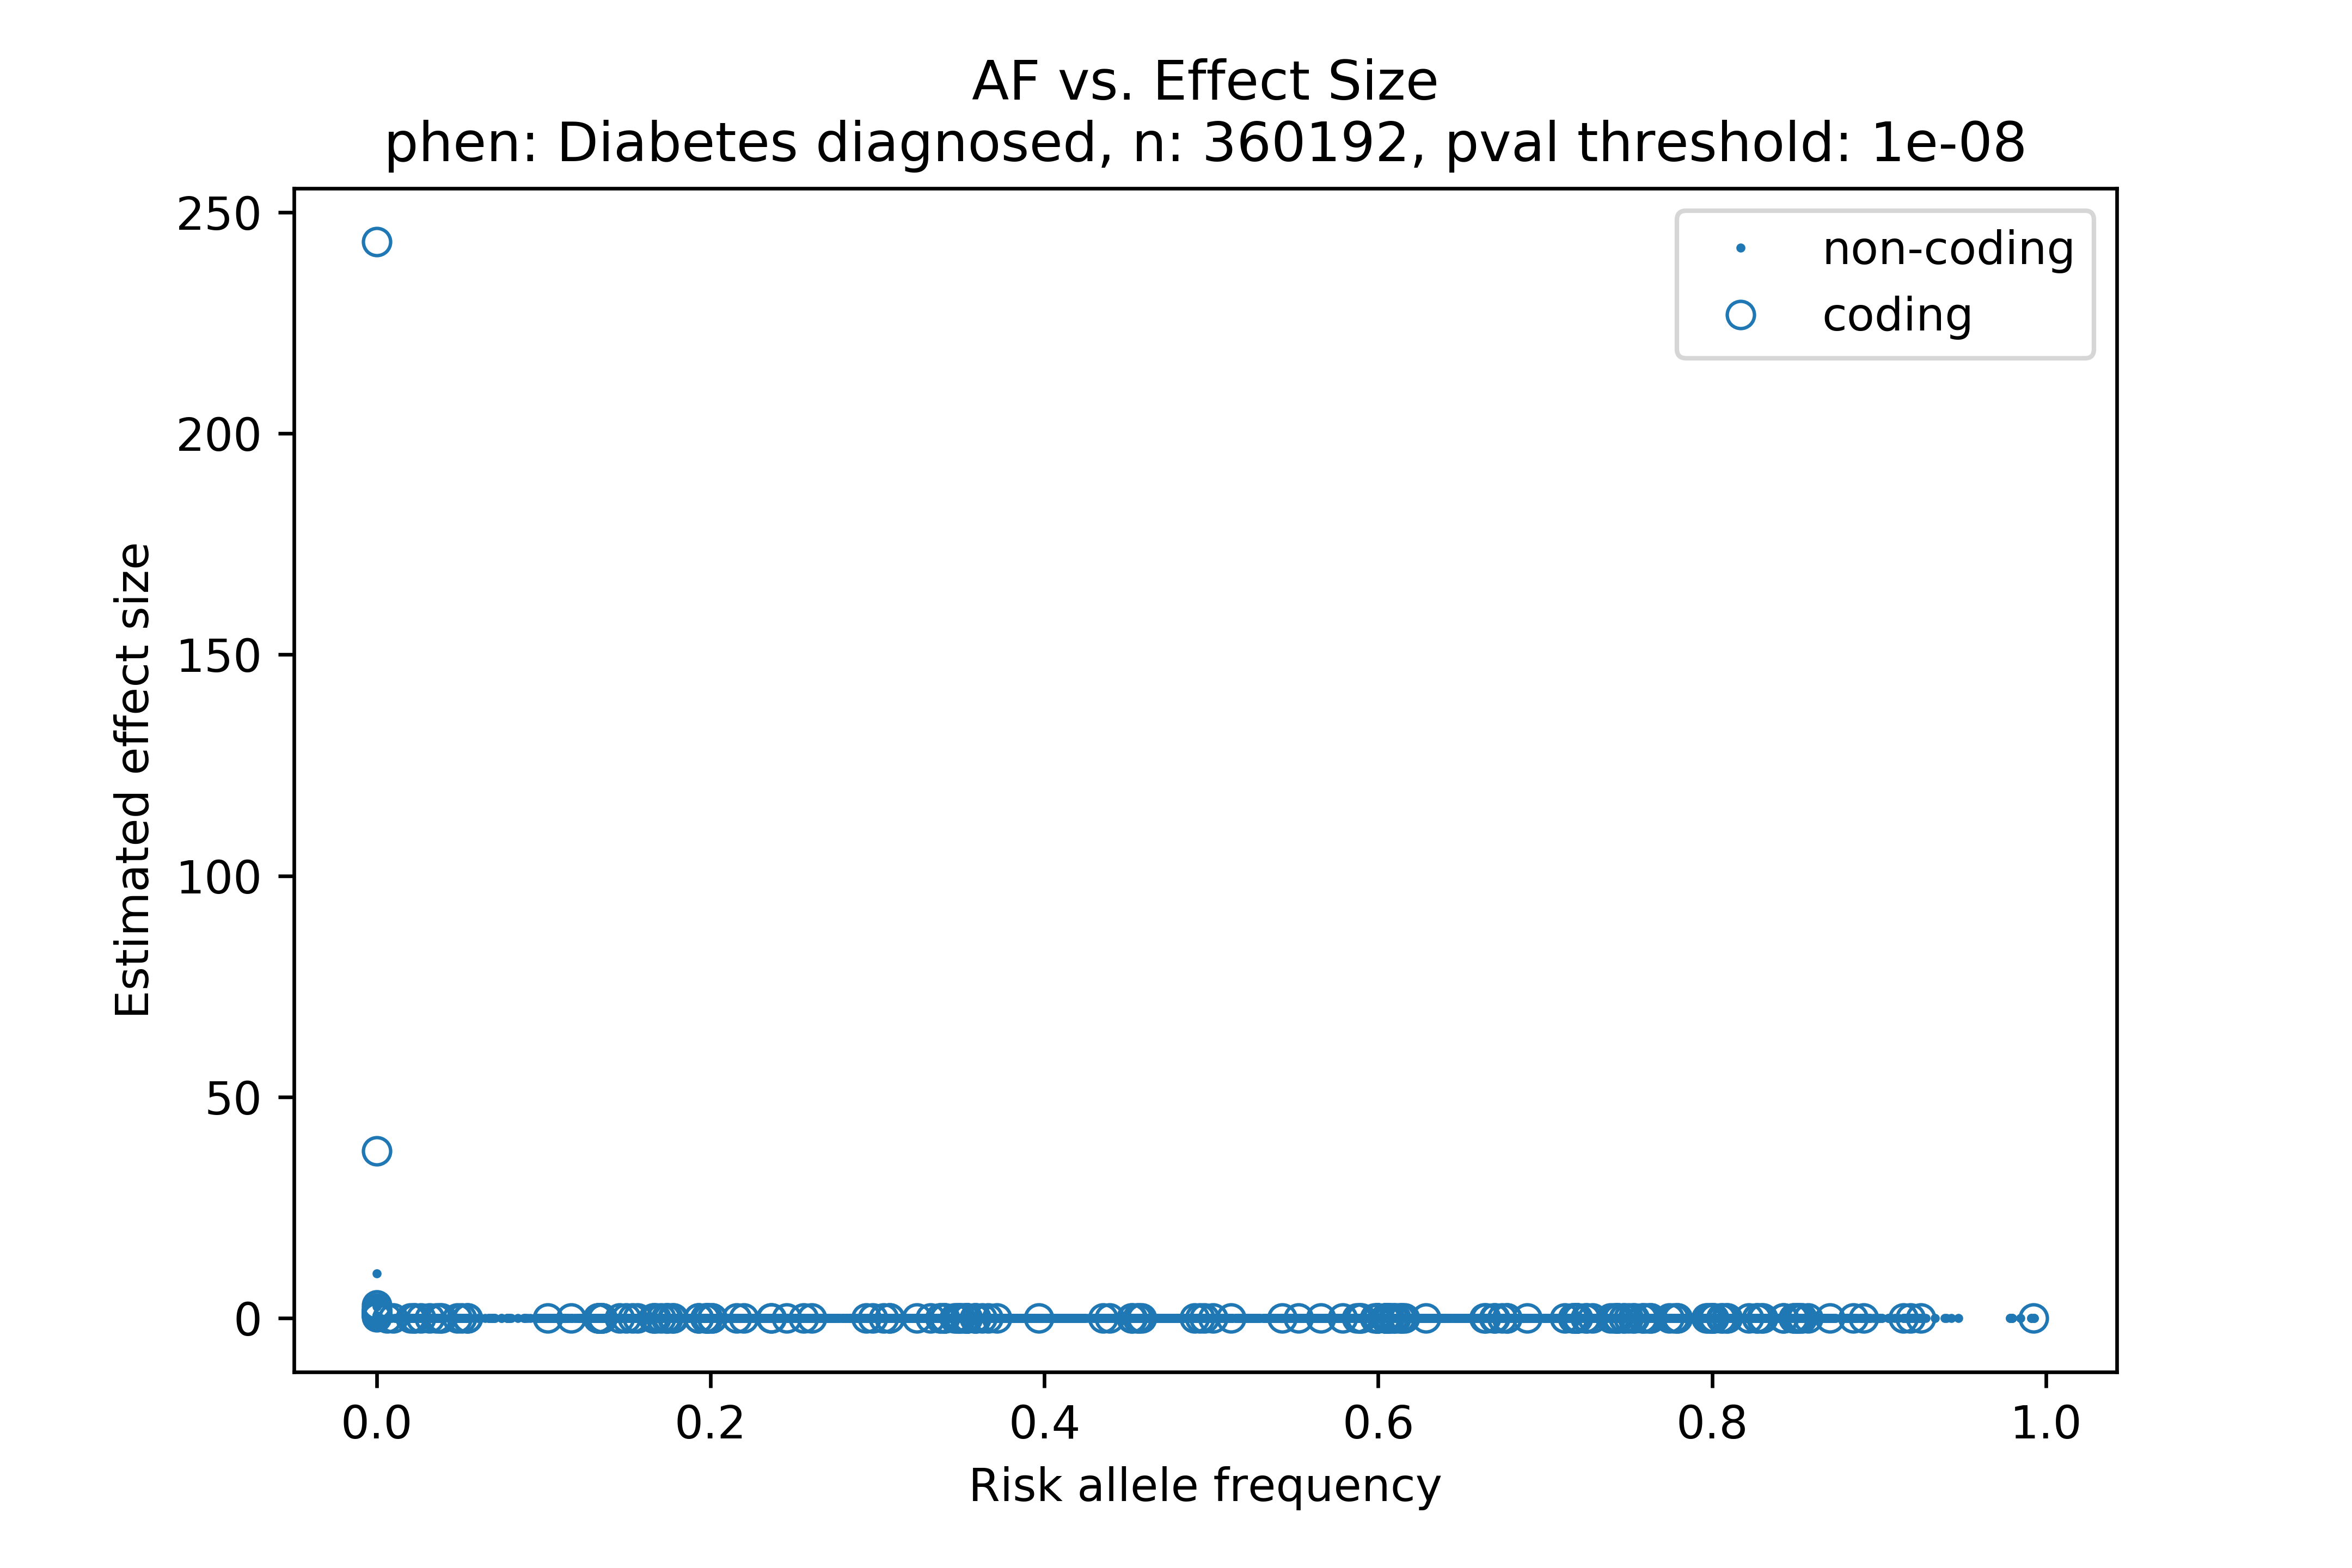 AF vs. Effect Size
phen: Diabetes diagnosed, n: 360192, pval threshold: 1e-08
250
200
150
100
50
0
Estimated effect size
non-coding
coding
0.0 0.2 0.4 0.6 0.8 1.0
Risk allele frequency